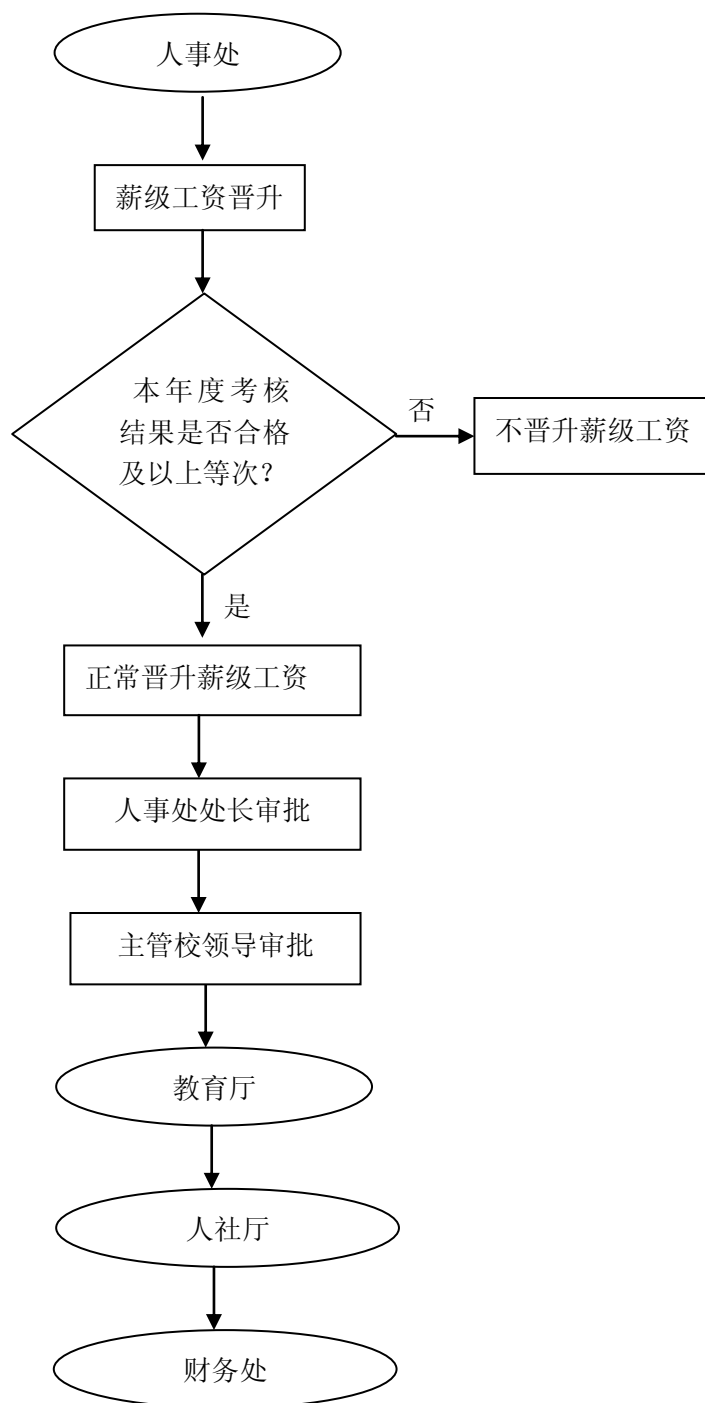 人事处
薪级工资晋升
本年度考核
结果是否合格
及以上等次?
否
不晋升薪级工资
是
正常晋升薪级工资
人事处处长审批
主管校领导审批
教育厅
人社厅
财务处